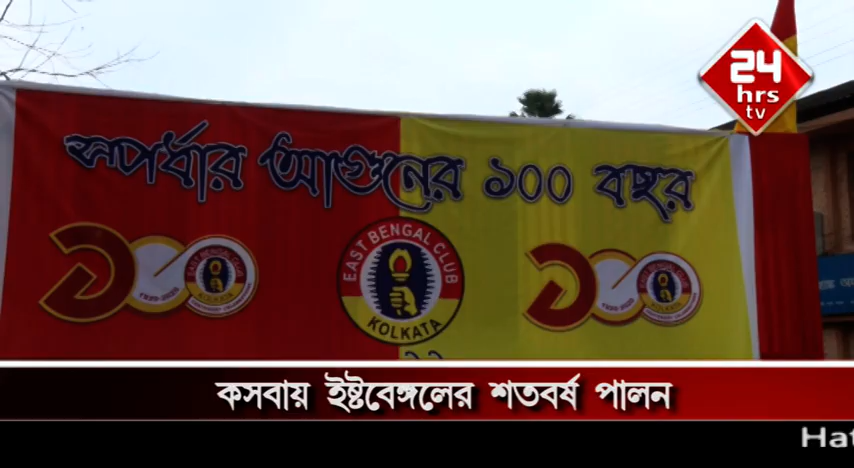 24
hrs
tv
স্পর্ধার আগুনের ১০০ বছর
EAST BENGAL CLUB
KOLKATA
কসবায় ইষ্টবেঙ্গলের শতবর্ষ পালন
Hat